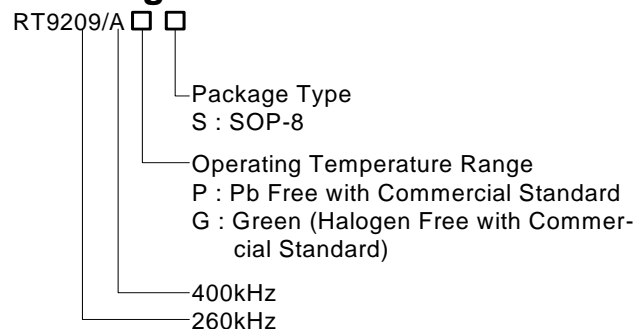 RT9209/A
Package Type
S : SOP-8
Operating Temperature Range
P : Pb Free with Commercial Standard
G : Green (Halogen Free with Commer-
cial Standard)
400kHz
260kHz